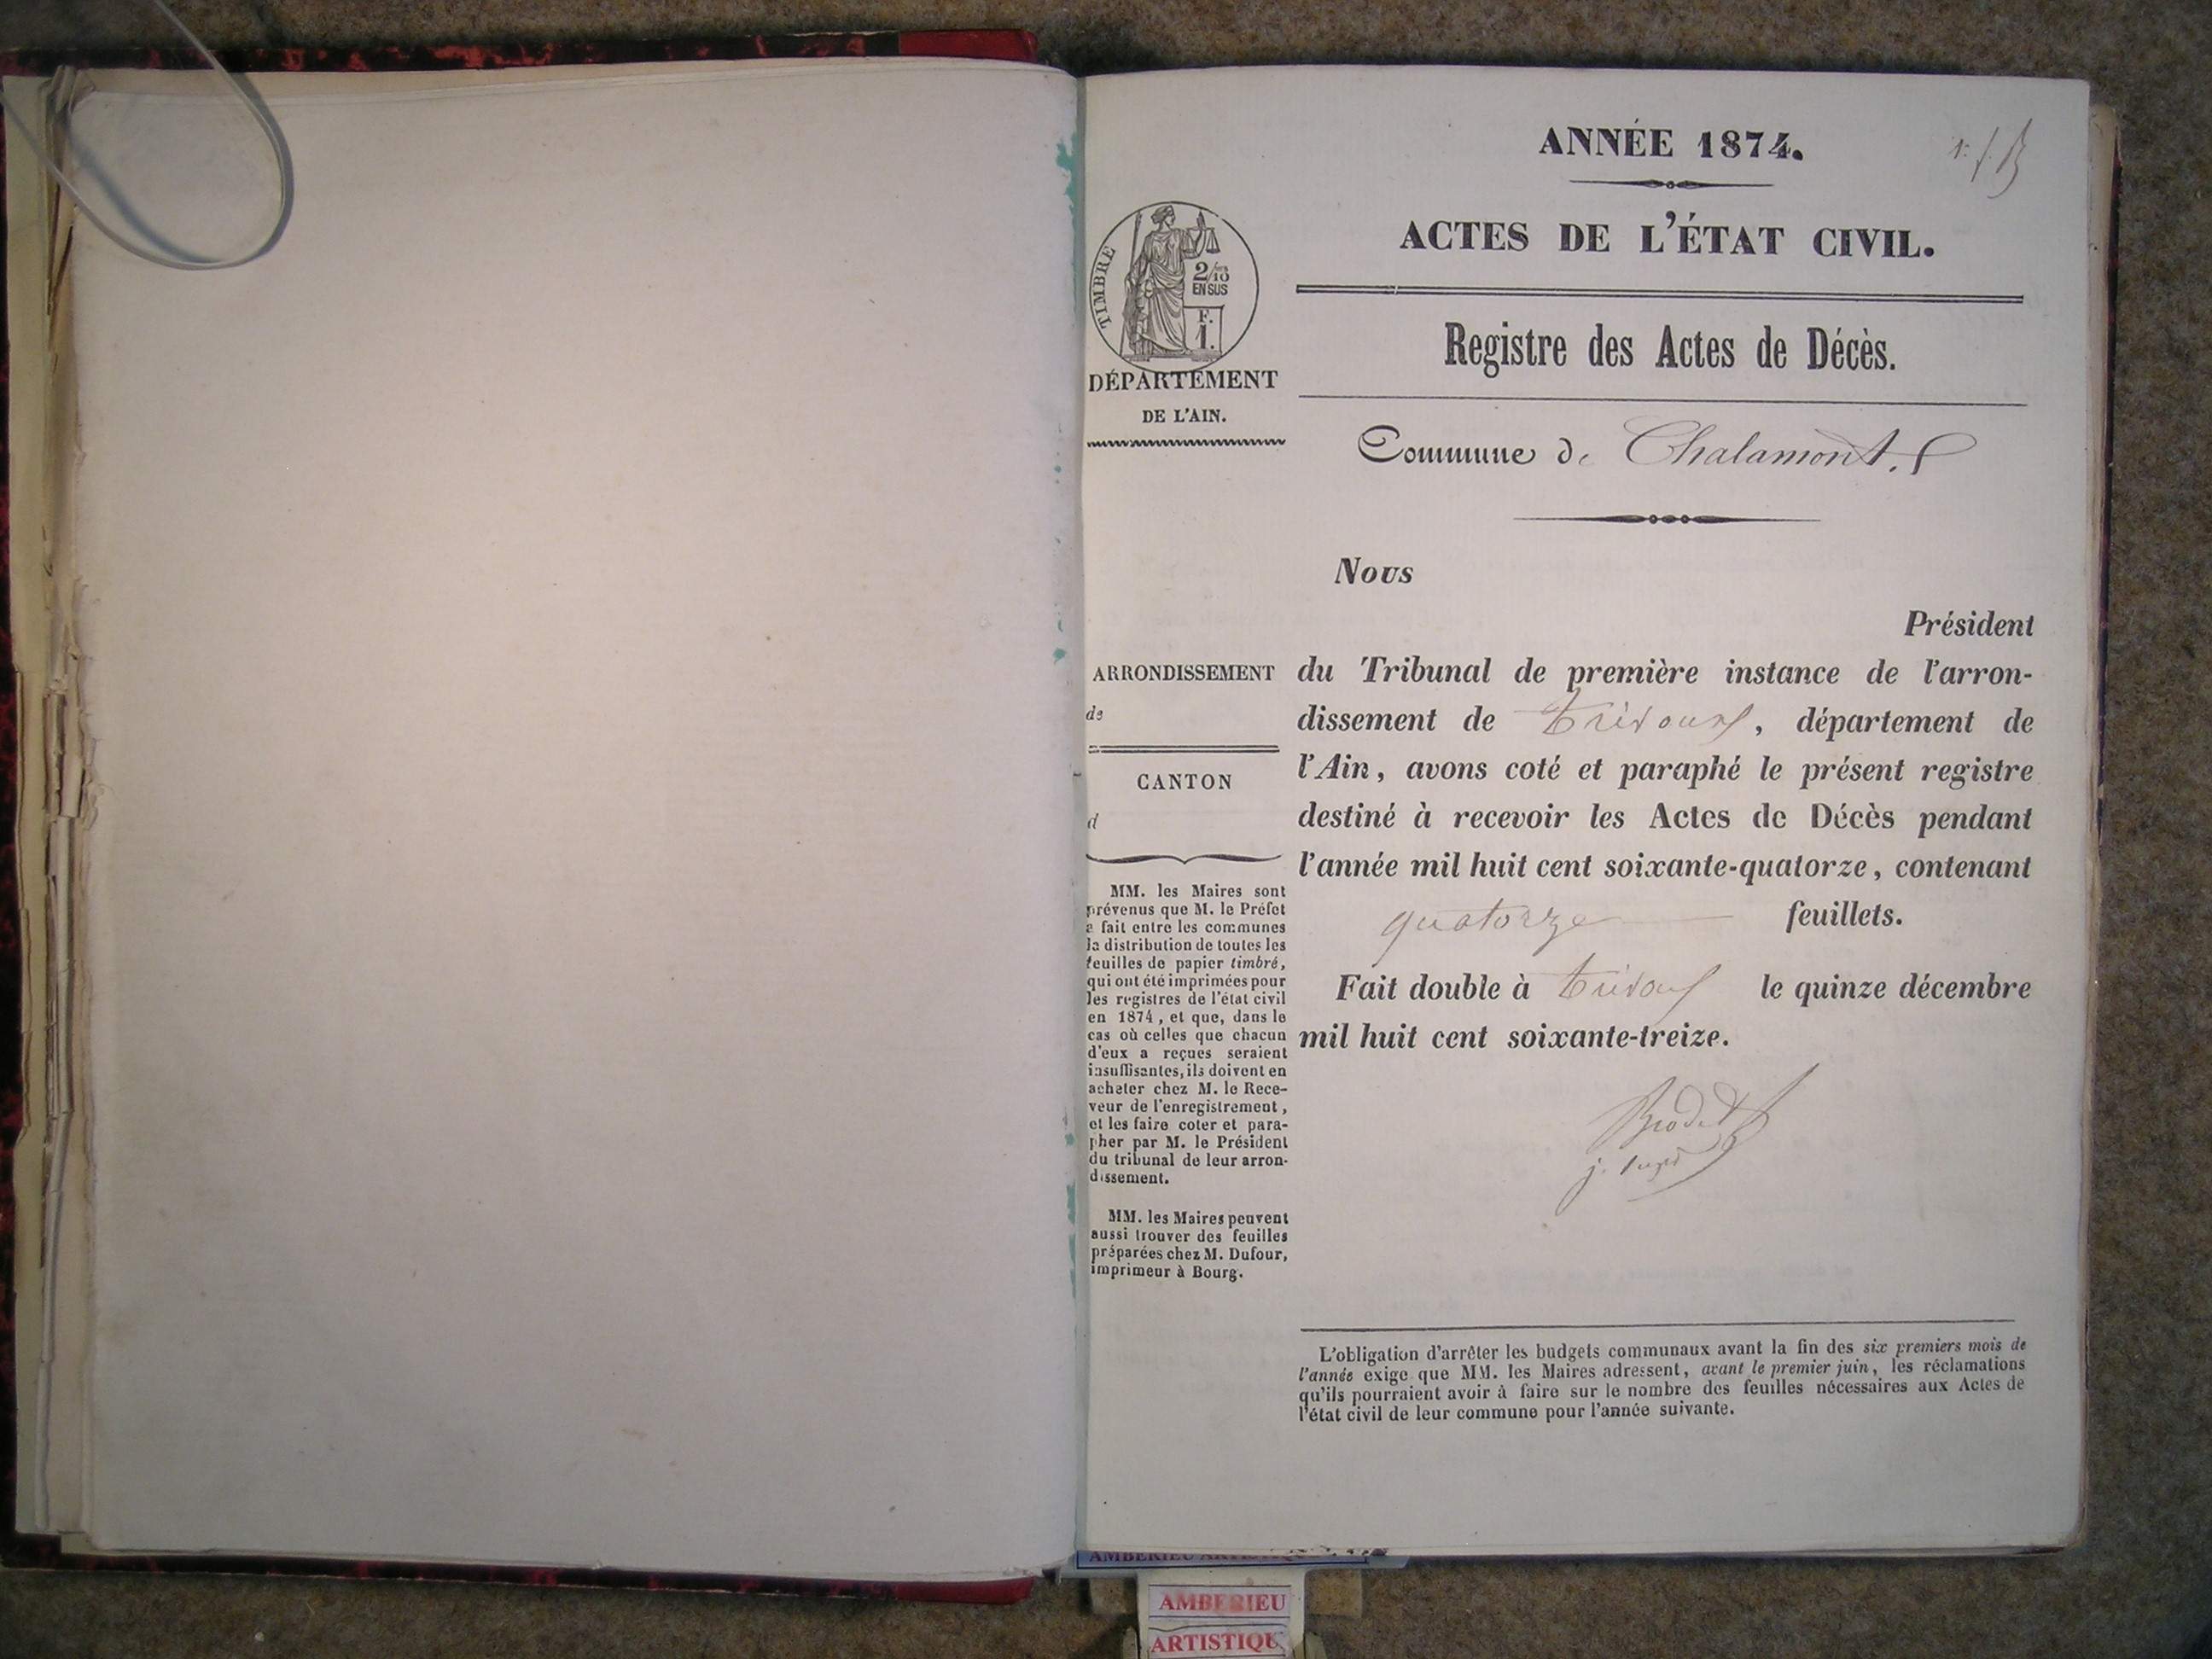 ANNÉE 1874.
ACTES DE L'ÉTAT CIVIL.
Registre des Actes de Décès.
Commune de Chalamont.
TIMBRE
2/10
EN SUS
F.
1.
DÉPARTEMENT
DE L'AIN.
ARRONDISSEMENT
de
CANTON
d
MM. les Maires sont
prévenus que M. le Préfet
a fait entre les communes
la distribution de toutes les
feuilles de papier timbré,
qui ont été imprimées pour
les registres de l'état civil
en 1874, et que, dans le
cas où celles que chacun
d'eux a reçues seraient
insuffisantes, ils doivent en
acheter chez M. le Rece-
veur de l'enregistrement,
et les faire coter et para-
pher par M. le Président
du tribunal de leur arron-
dissement.
MM. les Maires peuvent
aussi trouver des feuilles
préparées chez M. Dufour,
imprimeur à Bourg.
Nous
Président
du Tribunal de première instance de l'arron-
dissement de trévoux, département de
l'Ain, avons coté et paraphé le présent registre
destiné à recevoir les Actes de Décès pendant
l'année mil huit cent soixante-quatorze, contenant
quatorze feuillets.
Fait double à trévoux le quinze décembre
mil huit cent soixante-treize.
L'obligation d'arrêter les budgets communaux avant la fin des six premiers mois de
l'année exige que MM. les Maires adressent, avant le premier juin, les réclamations
qu'ils pourraient avoir à faire sur le nombre des feuilles nécessaires aux Actes de
l'état civil de leur commune pour l'année suivante.
AMBERIEU
AMBERIEU
ARTISTIQU